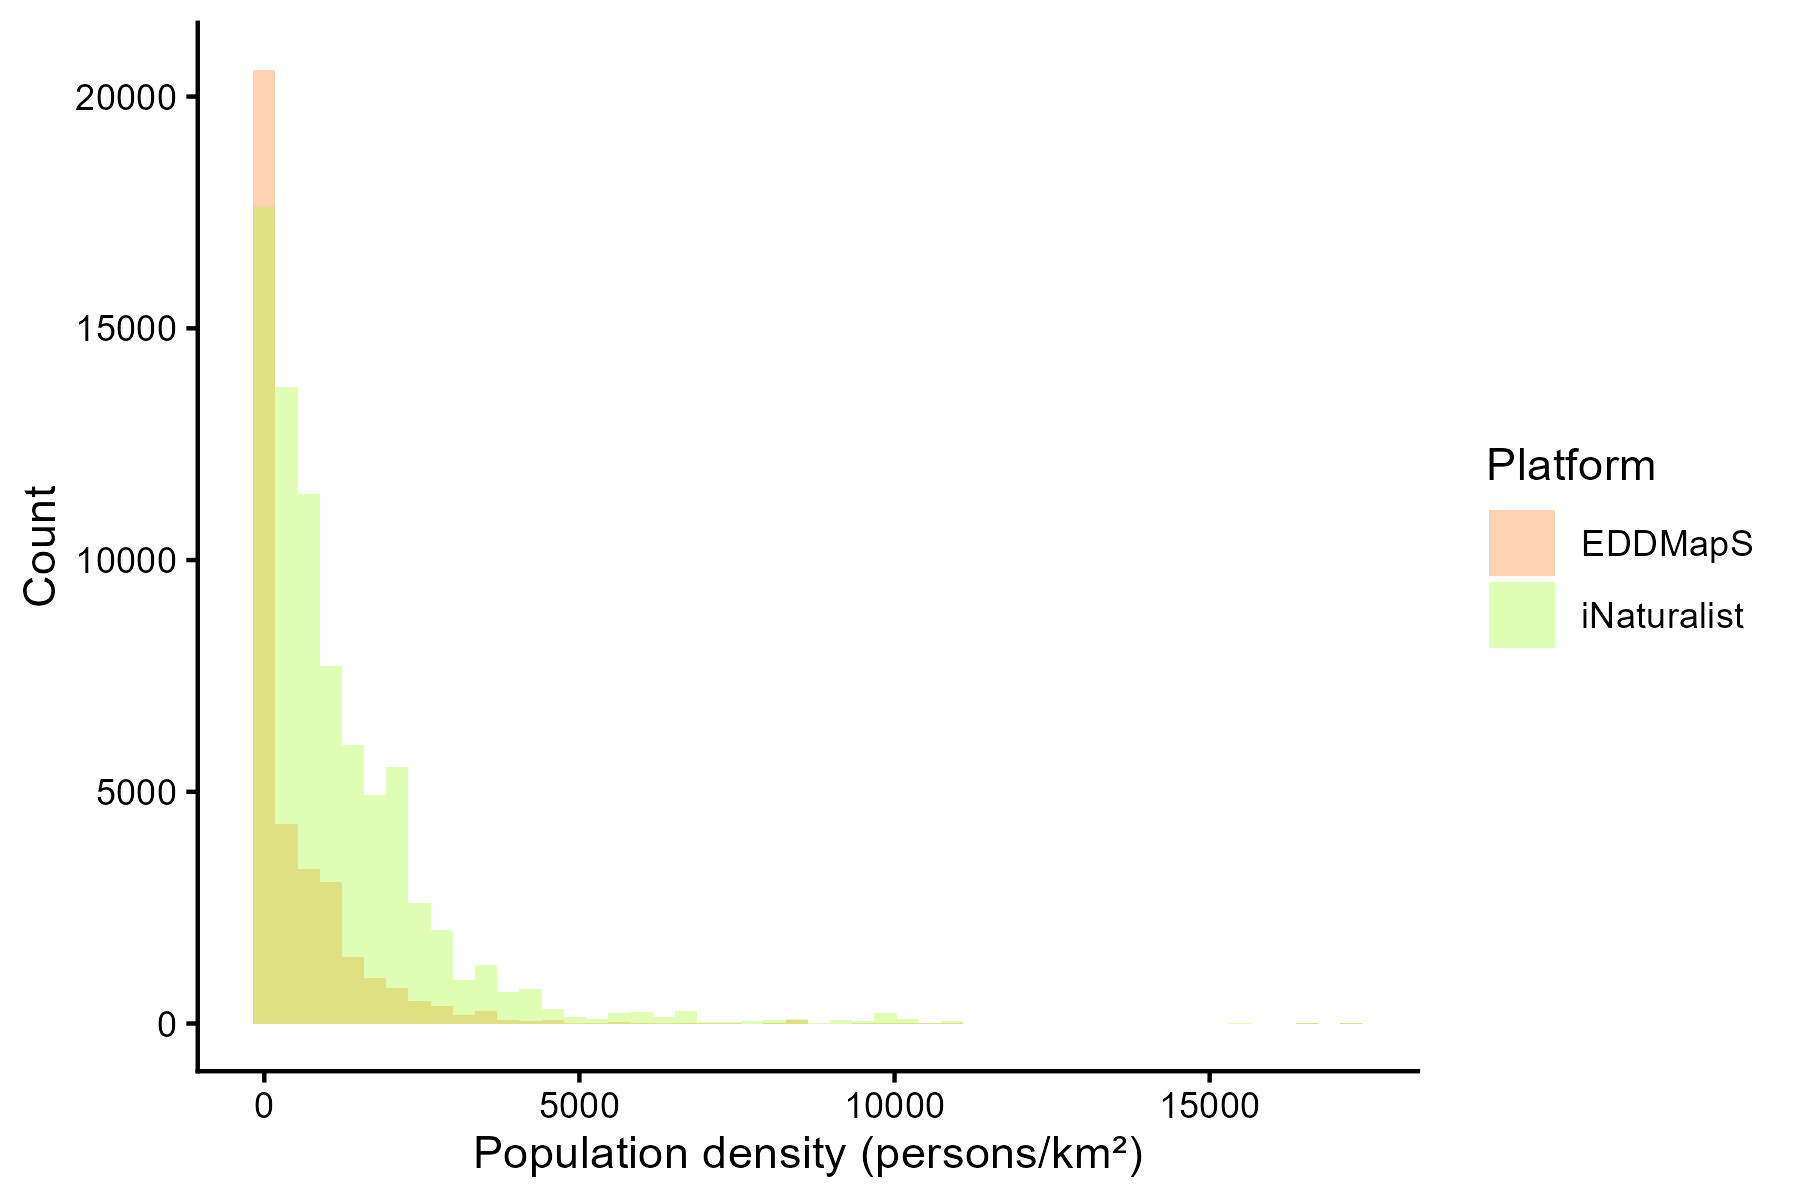 20000
15000
10000
5000
0
Count
0 5000 10000 15000
Population density (persons/km²)
Platform
EDDMapS
iNaturalist